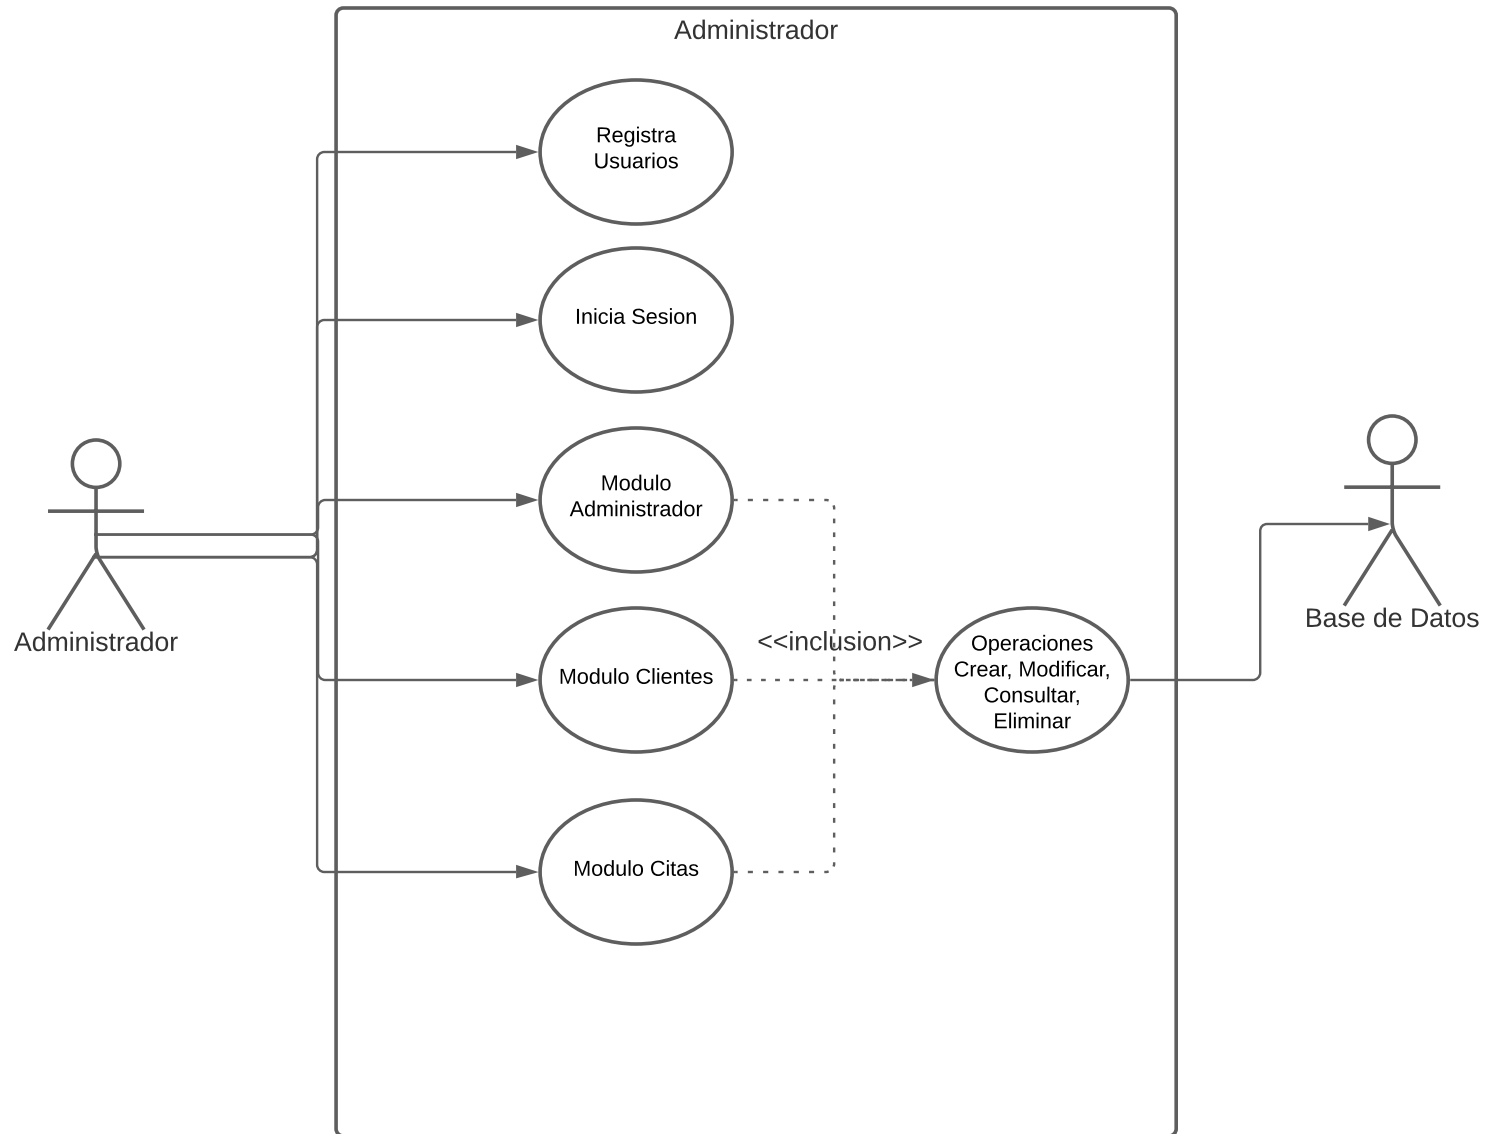 Administrador
Registra
Usuarios
Inicia Sesion
Modulo
Administrador
Administrador
Modulo Clientes
<<inclusion>>
Operaciones
Crear, Modificar,
Consultar,
Eliminar
Base de Datos
Modulo Citas